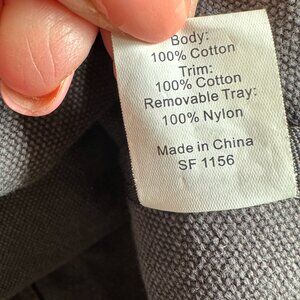 Body:
100% Cotton
Trim:
100% Cotton
Removable Tray:
100% Nylon
Made in China
SF 1156